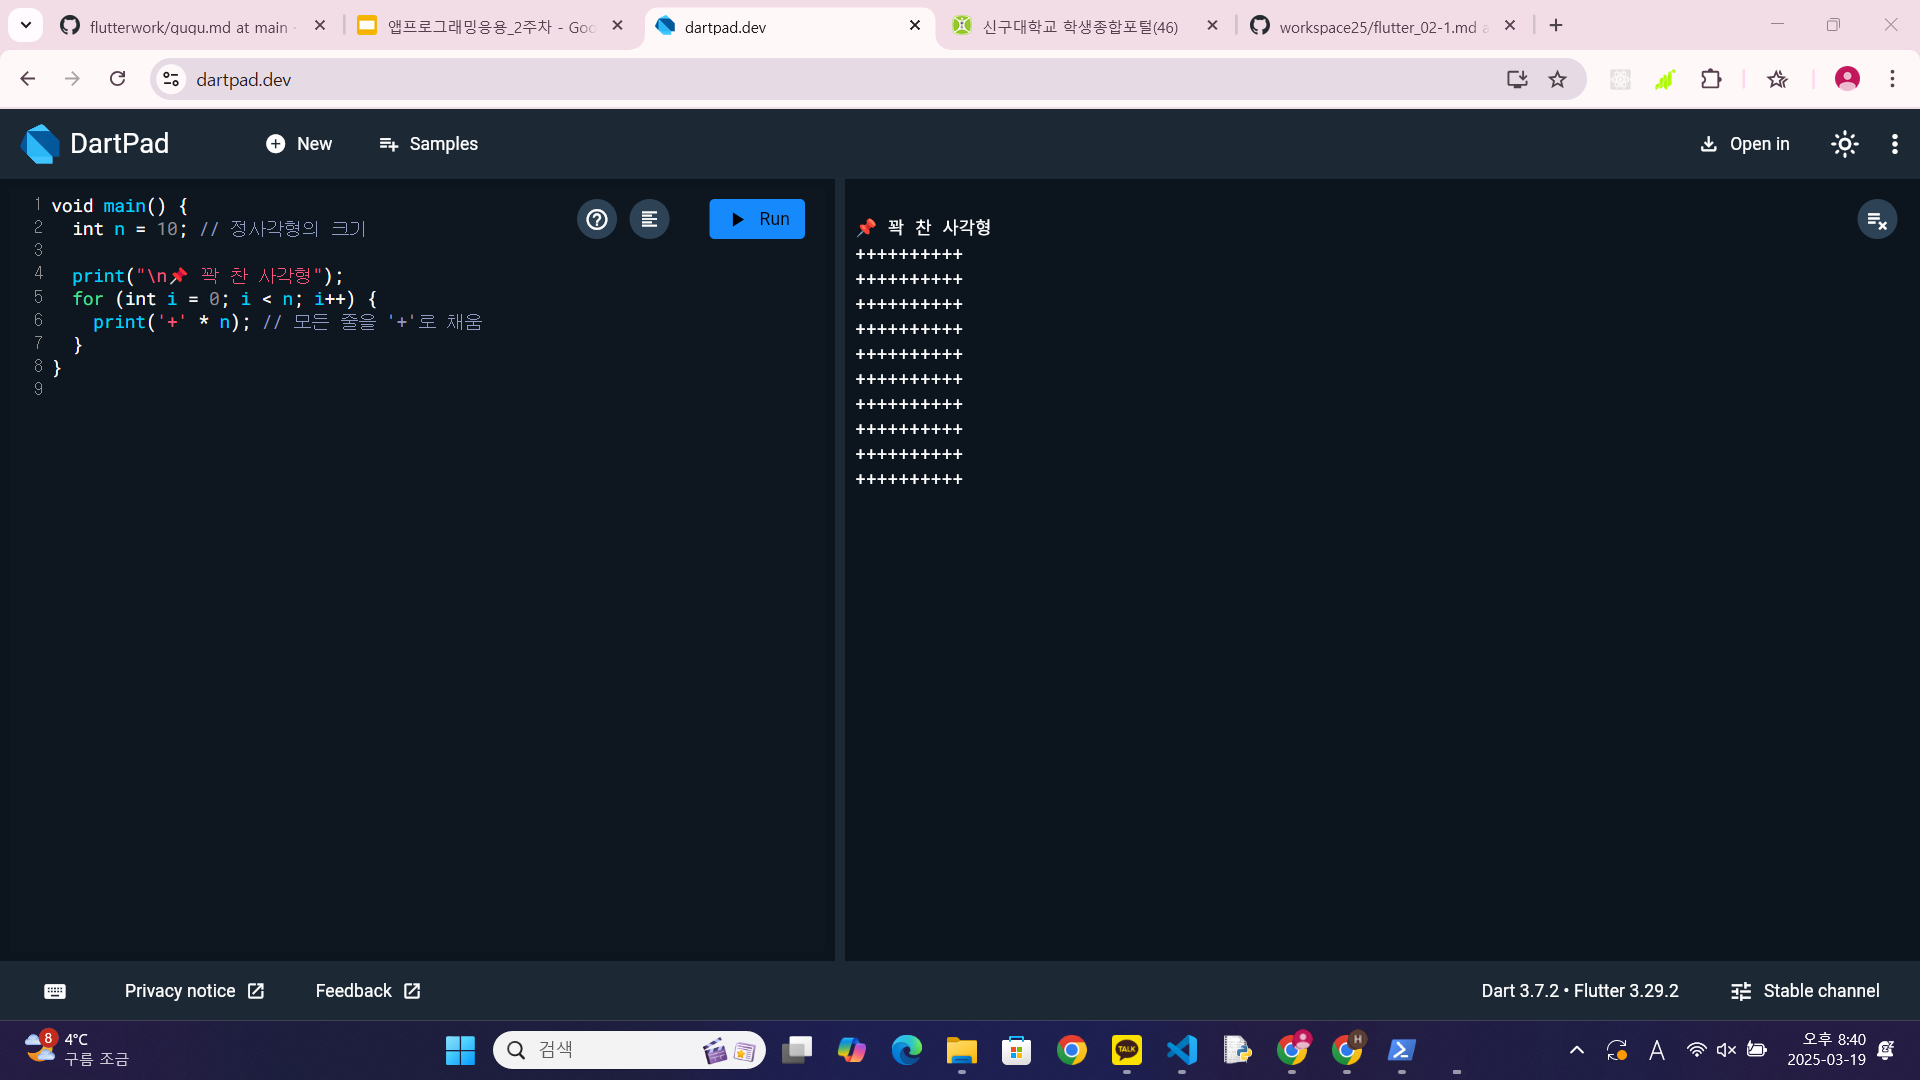 flutterwork/gugu.md at main
앱프로그래밍응용_2주차 - Goo
dartpad.dev
신구대학교 학생종합포털(46)
workspace25/flutter_02-1.md a
dartpad.dev
DartPad
New
Samples
Open in
1 void main() {
2 int n = 10; // 정사각형의 크기
3
4 print("\n📌 꽉 찬 사각형");
5 for (int i = 0; i < n; i++) {
6 print('+' * n); // 모든 줄을 '+'로 채움
7 }
8 }
9
Run
📌 꽉 찬 사각형
++++++++++
++++++++++
++++++++++
++++++++++
++++++++++
++++++++++
++++++++++
++++++++++
++++++++++
++++++++++
Privacy notice
Feedback
Dart 3.7.2 • Flutter 3.29.2
Stable channel
8
4°C
구름 조금
검색
TALK
H
A
오후 8:40
2025-03-19